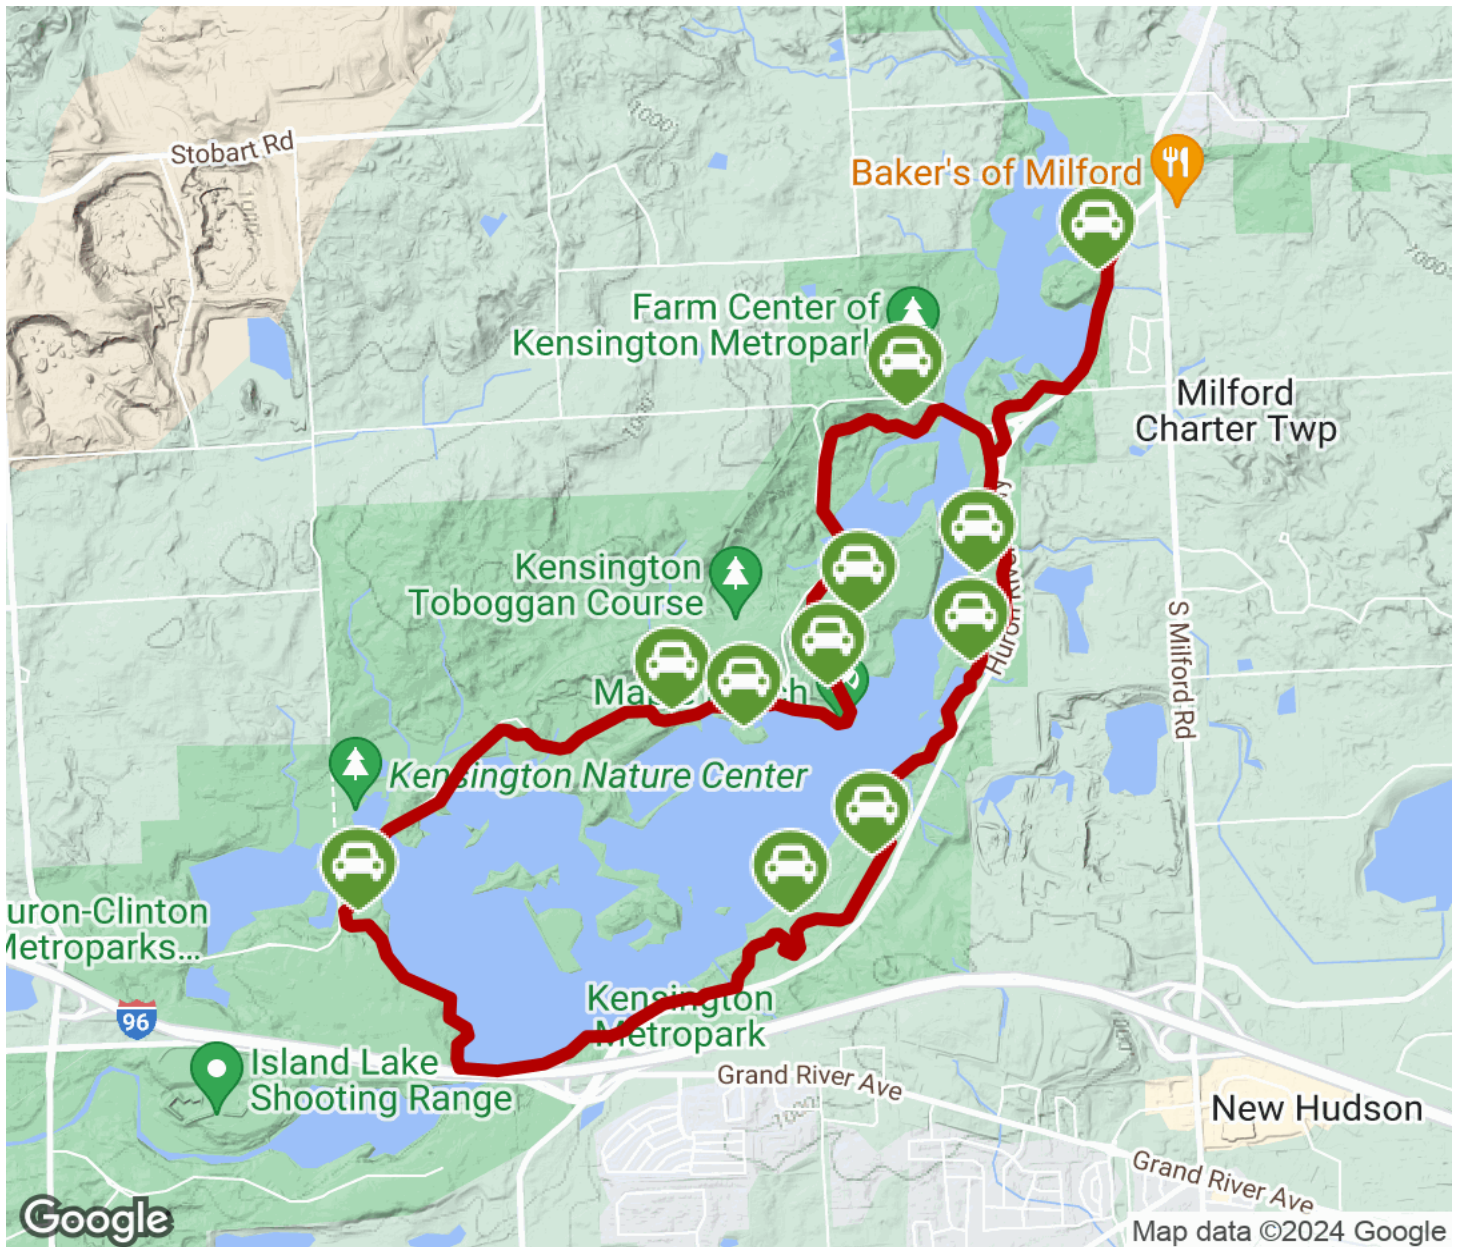 Stobart Rd
Baker's of Milford
Farm Center of
Kensington Metropark
Milford
Charter Twp
Kensington
Toboggan Course
S Milford Rd
Kensington Nature Center
uron-Clinton
Metroparks...
Kensington
Metropark
96
Island Lake
Shooting Range
Grand River Ave
New Hudson
Grand River Ave
Google
Map data ©2024 Google